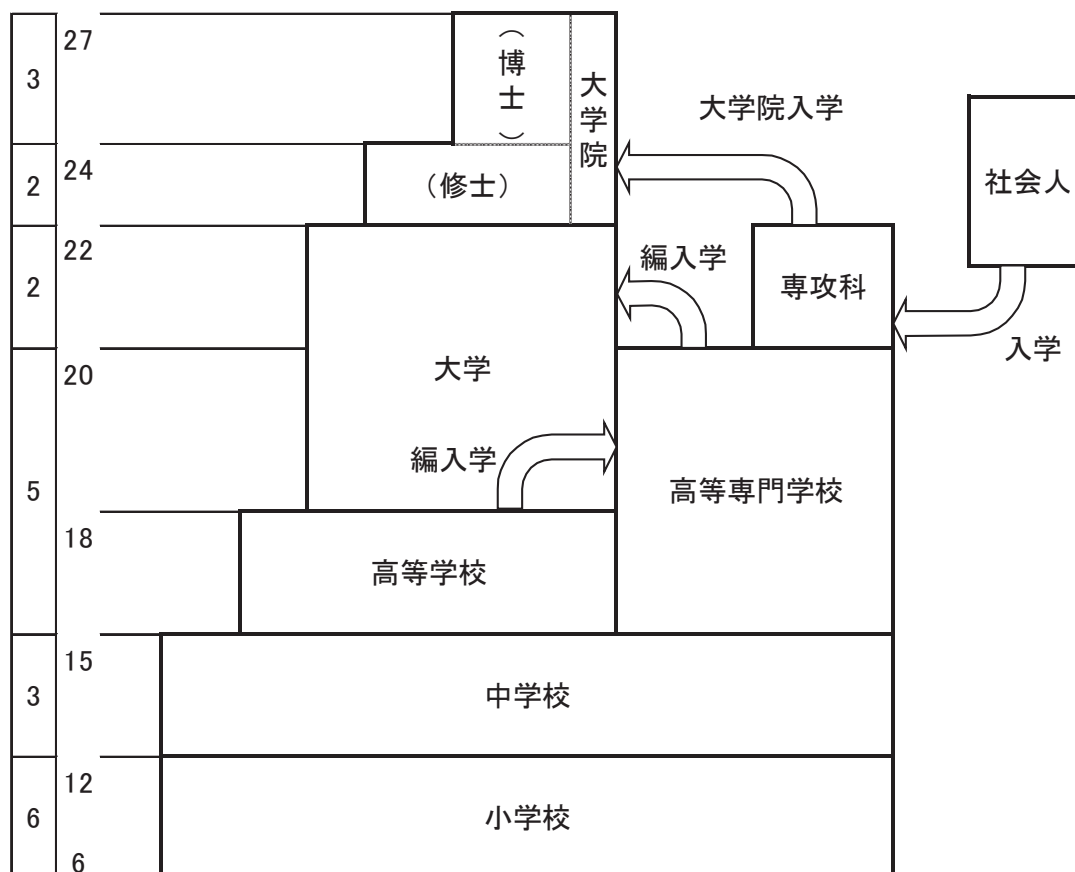 27
3
（博士）
大学院
大学院入学
24
2
（修士）
社会人
22
2
編入学
専攻科
入学
20
大学
編入学
5
高等専門学校
18
高等学校
15
3
中学校
12
6
小学校
6